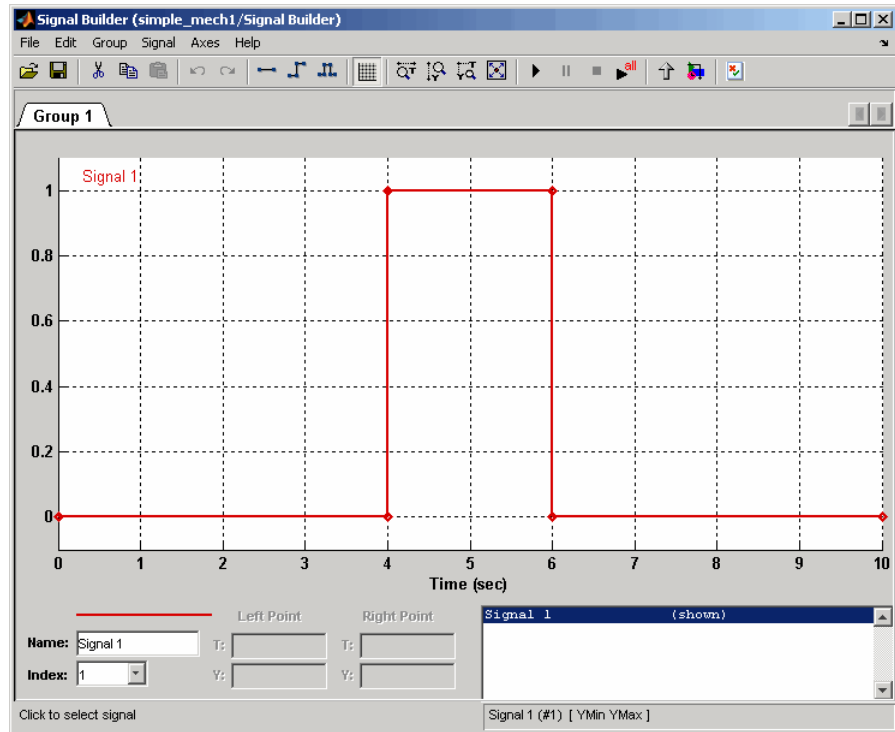 Signal Builder (simple_mech1/Signal Builder)
File Edit Group Signal Axes Help
all
Group 1
Signal 1
1
0.8
0.6
0.4
0.2
0
0 1 2 3 4 5 6 7 8 9 10
Time (sec)
Left Point Right Point
Name: Signal 1 T: T:
Index: 1 Y: Y:
Signal 1 (shown)
Click to select signal
Signal 1 (#1) [ YMin YMax ]